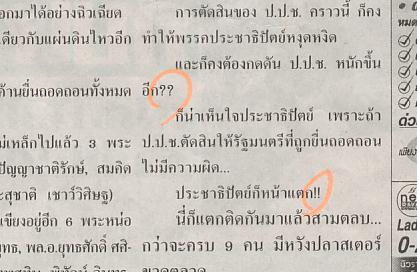 อกมาได้อย่างฉิวเฉียด
ดียวกับแผ่นดินไหวอีก
ค้านยื่นถอดถอนทั้งหมด
ม่เหล็กไปแล้ว 3 พระ
ปัญญาชาติรักษ์, สมคิด
ะสุชาติ เชาว์วิศิษฐ)
เขียงอยู่อีก 6 พระหน่อ
ยุทธ, พล.อ.ยุทธศักดิ์ ศสิ-
การตัดสินของ ป.ป.ช. คราวนี้ ก็คง
ทำให้พรรคประชาธิปัตย์หงุดหงิด
และก็คงต้องกดดัน ป.ป.ช. หนักขึ้น
อีก??
ก็น่าเห็นใจประชาธิปัตย์ เพราะถ้า
ป.ป.ช.ตัดสินให้รัฐมนตรีที่ถูกยื่นถอดถอน
ไม่มีความผิด...
ประชาธิปัตย์ก็หน้าแตก!!
นี่ก็แตกติดกันมาแล้วสามตลบ...
กว่าจะครบ 9 คน มีหวังปลาสเตอร์
หมด
ด่ว
เพียง
Lad
0-